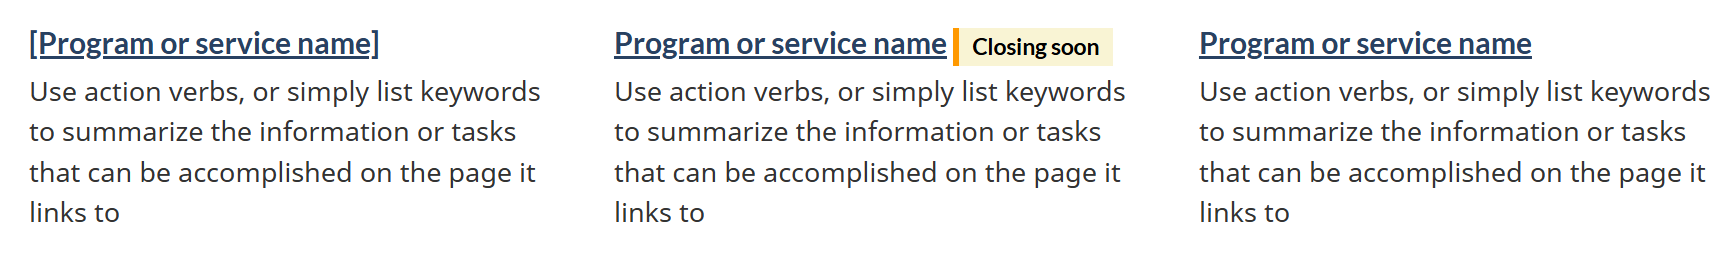 [Program or service name]
Use action verbs, or simply list keywords
to summarize the information or tasks
that can be accomplished on the page it
links to
Program or service name Closing soon
Use action verbs, or simply list keywords
to summarize the information or tasks
that can be accomplished on the page it
links to
Program or service name
Use action verbs, or simply list keywords
to summarize the information or tasks
that can be accomplished on the page it
links to